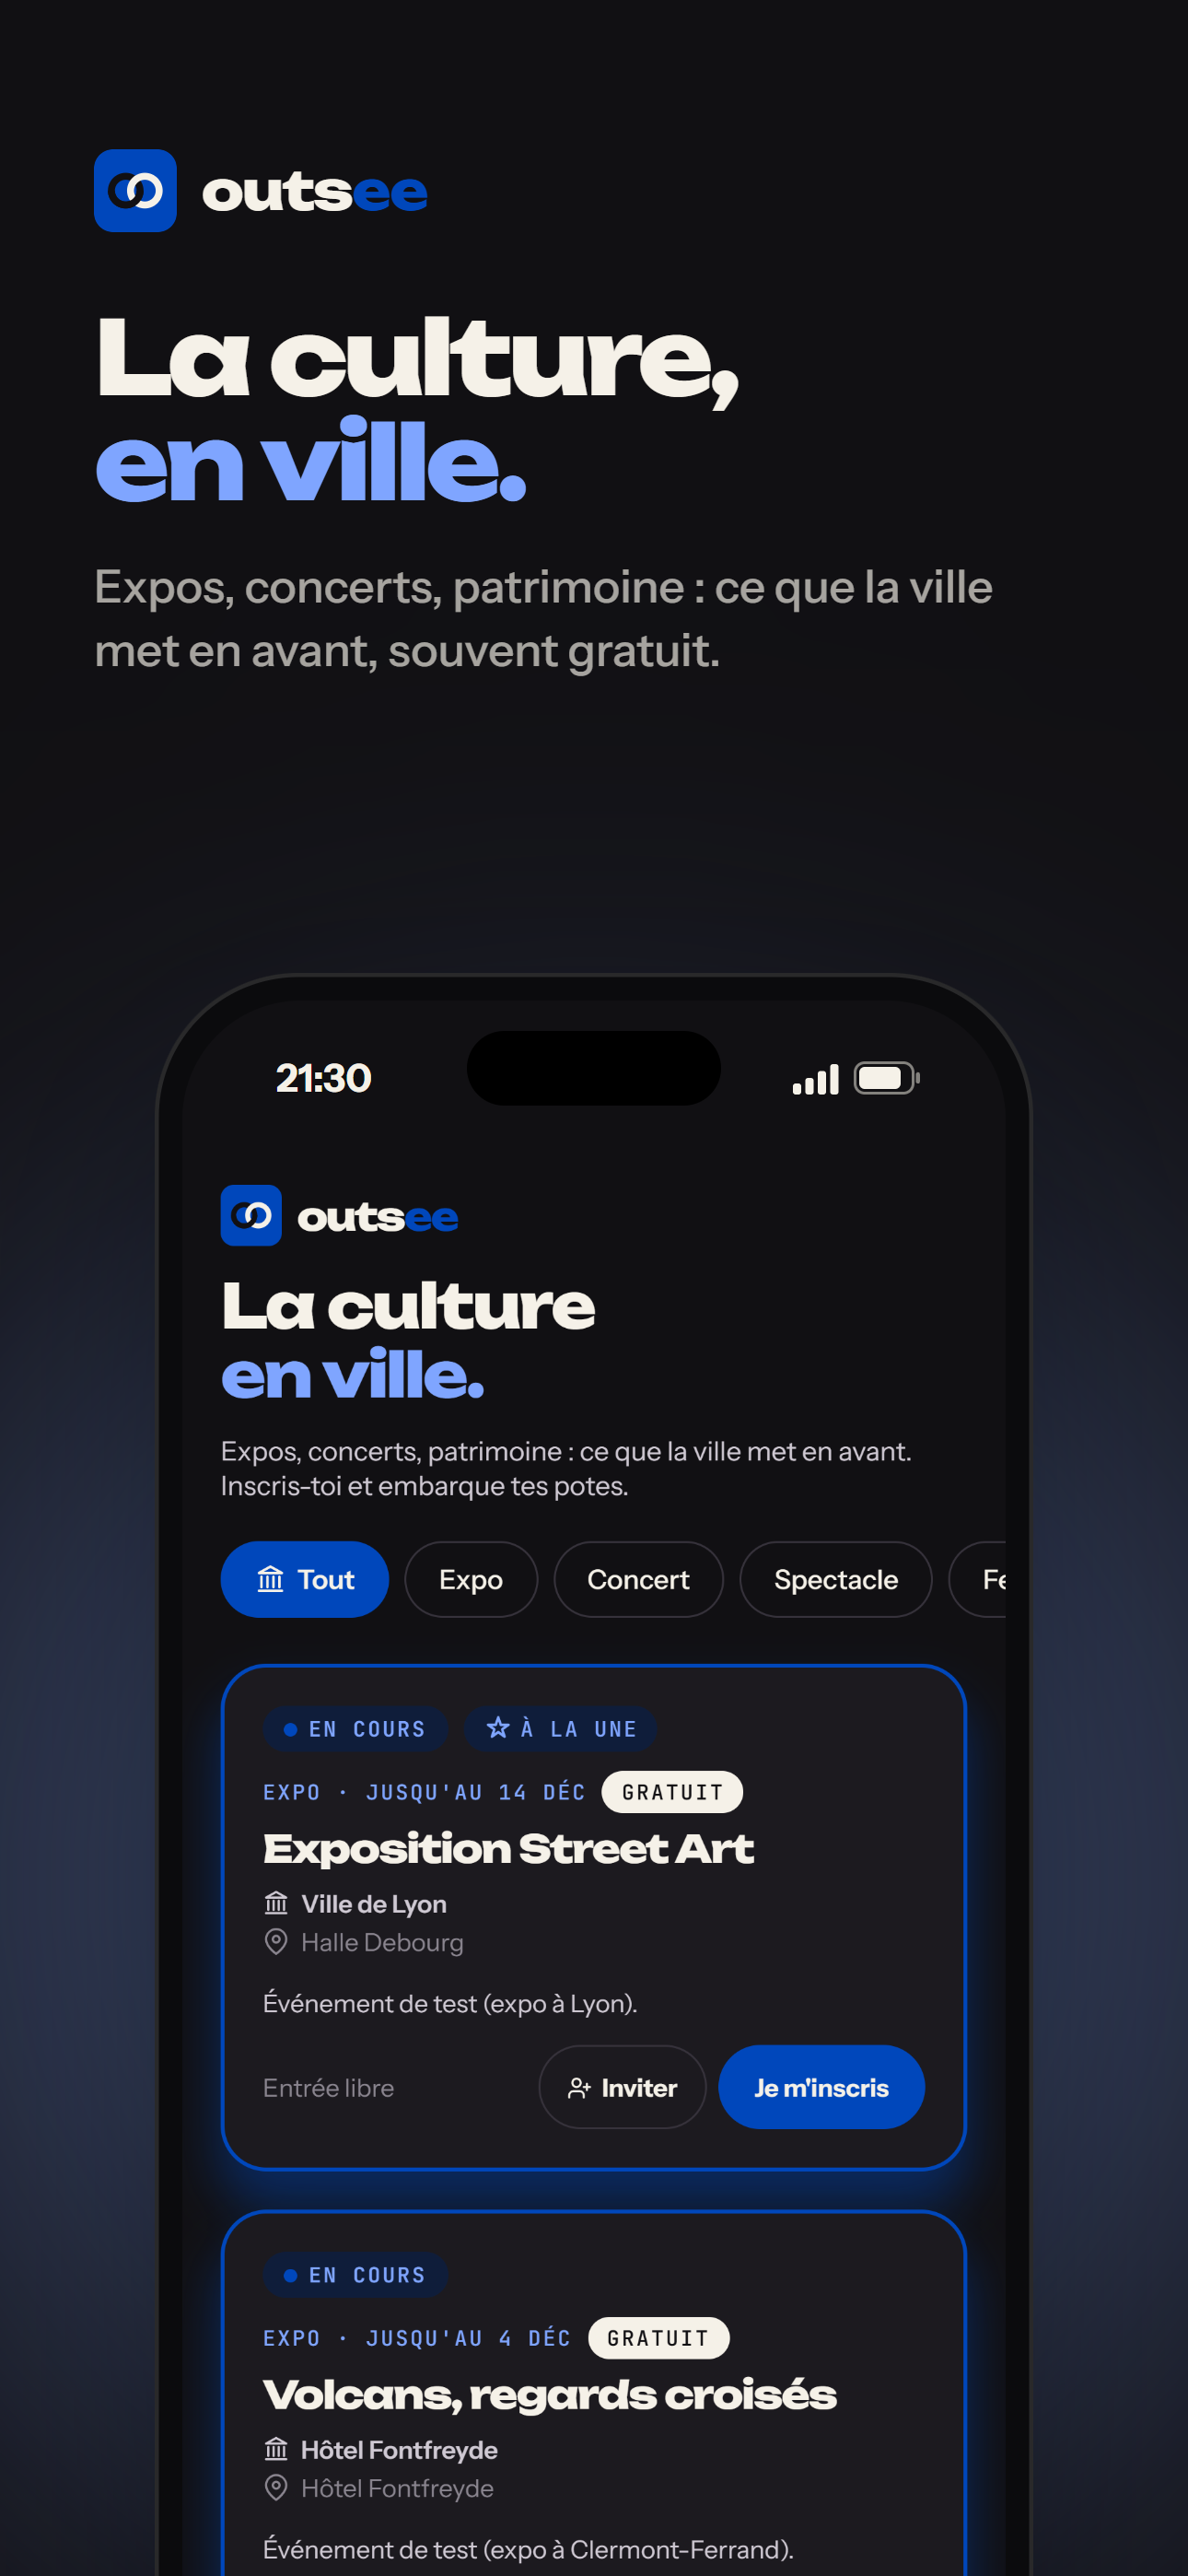 outsee
La culture,
en ville.
Expos, concerts, patrimoine : ce que la ville
met en avant, souvent gratuit.
21:30
outsee
La culture
en ville.
Expos, concerts, patrimoine : ce que la ville met en avant.
Inscris-toi et embarque tes potes.
Tout Expo Concert Spectacle Fe
EN COURS À LA UNE
EXPO · JUSQU'AU 14 DÉC GRATUIT
Exposition Street Art
Ville de Lyon
Halle Debourg
Événement de test (expo à Lyon).
Entrée libre Inviter Je m'inscris
EN COURS
EXPO · JUSQU'AU 4 DÉC GRATUIT
Volcans, regards croisés
Hôtel Fontfreyde
Hôtel Fontfreyde
Événement de test (expo à Clermont-Ferrand).